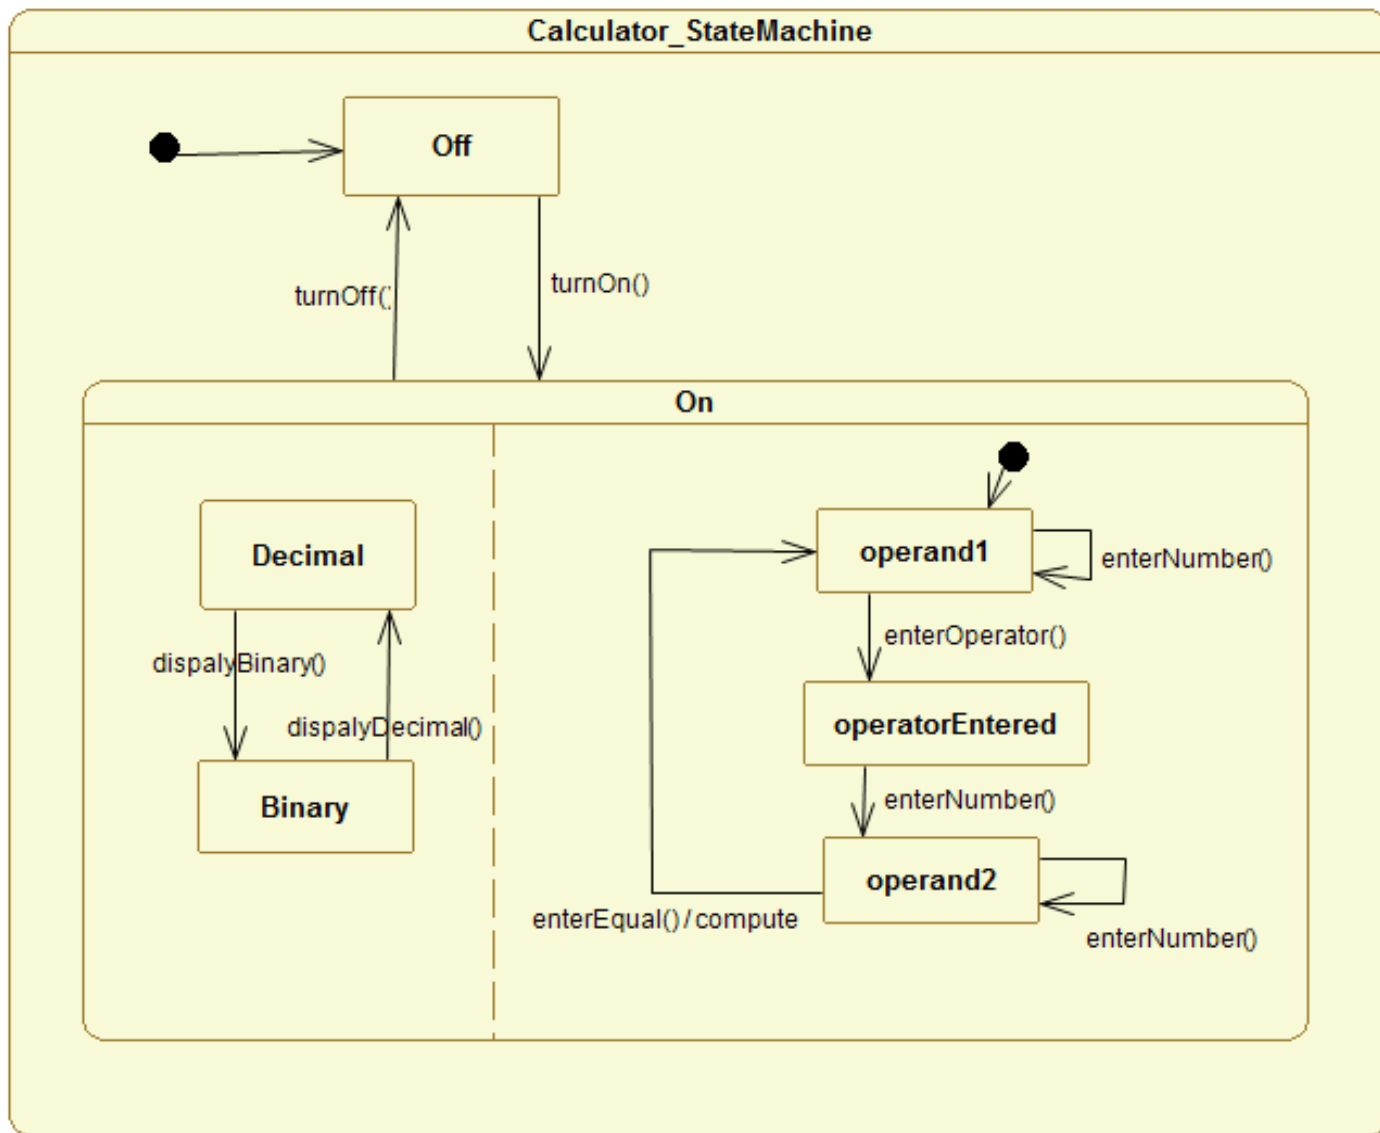 Calculator_StateMachine
Off
turnOff()
turnOn()
On
Decimal
operand1
enterNumber()
enterOperator()
dispalyBinary()
operatorEntered
dispalyDecimal()
enterNumber()
Binary
operand2
enterEqual() / compute
enterNumber()